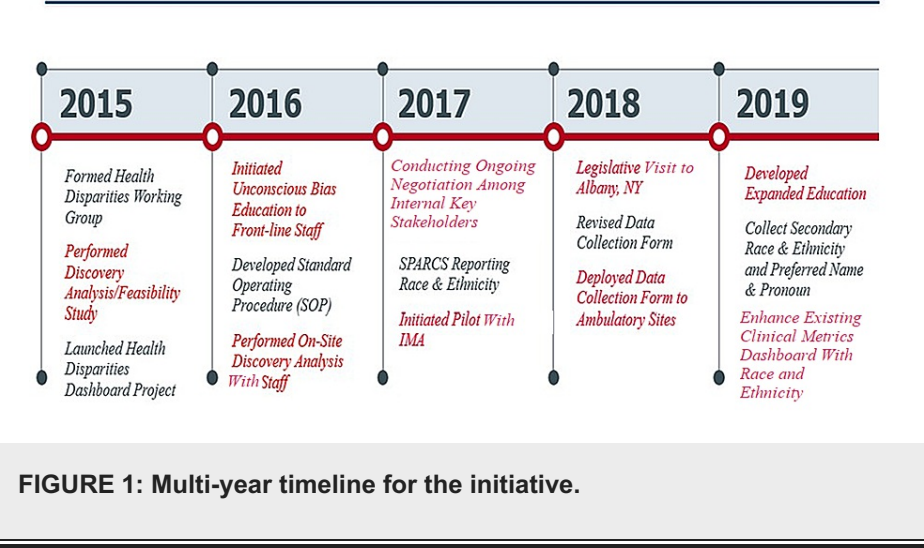 2015
2016
2017
2018
2019
Formed Health
Disparities Working
Group
Performed
Discovery
Analysis/Feasibility
Study
Launched Health
Disparities
Dashboard Project
Initiated
Unconscious Bias
Education to
Front-line Staff
Developed Standard
Operating
Procedure (SOP)
Performed On-Site
Discovery Analysis
With Staff
Conducting Ongoing
Negotiation Among
Internal Key
Stakeholders
SPARCS Reporting
Race & Ethnicity
Initiated Pilot With
IMA
Legislative Visit to
Albany, NY
Revised Data
Collection Form
Deployed Data
Collection Form to
Ambulatory Sites
Developed
Expanded Education
Collect Secondary
Race & Ethnicity
and Preferred Name
& Pronoun
Enhance Existing
Clinical Metrics
Dashboard With
Race and
Ethnicity
FIGURE 1: Multi-year timeline for the initiative.